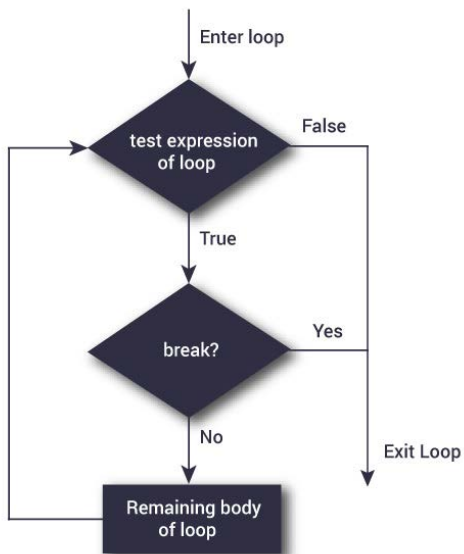 Enter loop
test expression
of loop
False
True
break?
Yes
No
Exit Loop
Remaining body
of loop